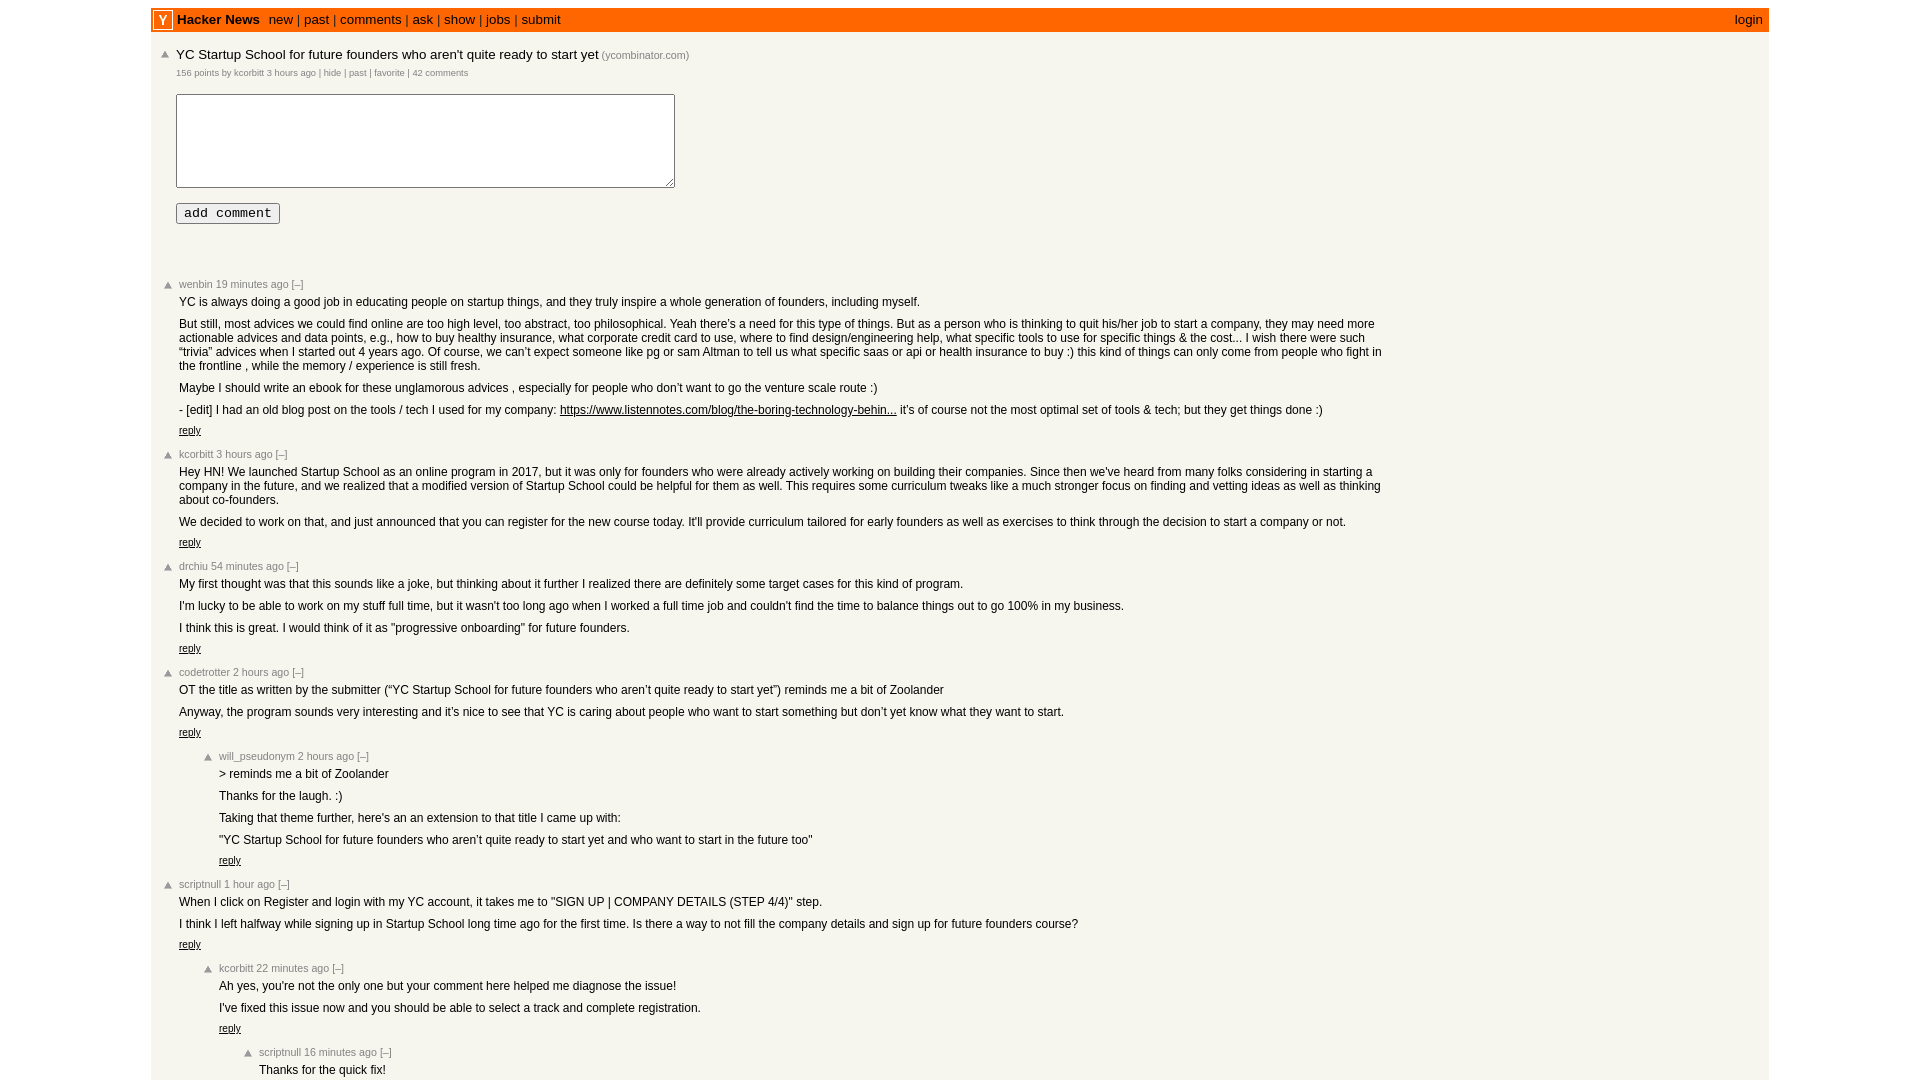 Y Hacker News new | past | comments | ask | show | jobs | submit login
YC Startup School for future founders who aren't quite ready to start yet (ycombinator.com)
156 points by kcorbitt 3 hours ago | hide | past | favorite | 42 comments
add comment
wenbin 19 minutes ago [–]
YC is always doing a good job in educating people on startup things, and they truly inspire a whole generation of founders, including myself.
But still, most advices we could find online are too high level, too abstract, too philosophical. Yeah there’s a need for this type of things. But as a person who is thinking to quit his/her job to start a company, they may need more
actionable advices and data points, e.g., how to buy healthy insurance, what corporate credit card to use, where to find design/engineering help, what specific tools to use for specific things & the cost... I wish there were such
“trivia” advices when I started out 4 years ago. Of course, we can’t expect someone like pg or sam Altman to tell us what specific saas or api or health insurance to buy :) this kind of things can only come from people who fight in
the frontline , while the memory / experience is still fresh.
Maybe I should write an ebook for these unglamorous advices , especially for people who don’t want to go the venture scale route :)
- [edit] I had an old blog post on the tools / tech I used for my company: https://www.listennotes.com/blog/the-boring-technology-behin... it’s of course not the most optimal set of tools & tech; but they get things done :)
reply
kcorbitt 3 hours ago [–]
Hey HN! We launched Startup School as an online program in 2017, but it was only for founders who were already actively working on building their companies. Since then we've heard from many folks considering in starting a
company in the future, and we realized that a modified version of Startup School could be helpful for them as well. This requires some curriculum tweaks like a much stronger focus on finding and vetting ideas as well as thinking
about co-founders.
We decided to work on that, and just announced that you can register for the new course today. It'll provide curriculum tailored for early founders as well as exercises to think through the decision to start a company or not.
reply
drchiu 54 minutes ago [–]
My first thought was that this sounds like a joke, but thinking about it further I realized there are definitely some target cases for this kind of program.
I'm lucky to be able to work on my stuff full time, but it wasn't too long ago when I worked a full time job and couldn't find the time to balance things out to go 100% in my business.
I think this is great. I would think of it as "progressive onboarding" for future founders.
reply
codetrotter 2 hours ago [–]
OT the title as written by the submitter (“YC Startup School for future founders who aren’t quite ready to start yet”) reminds me a bit of Zoolander
Anyway, the program sounds very interesting and it’s nice to see that YC is caring about people who want to start something but don’t yet know what they want to start.
reply
will_pseudonym 2 hours ago [–]
> reminds me a bit of Zoolander
Thanks for the laugh. :)
Taking that theme further, here's an an extension to that title I came up with:
"YC Startup School for future founders who aren’t quite ready to start yet and who want to start in the future too"
reply
scriptnull 1 hour ago [–]
When I click on Register and login with my YC account, it takes me to "SIGN UP | COMPANY DETAILS (STEP 4/4)" step.
I think I left halfway while signing up in Startup School long time ago for the first time. Is there a way to not fill the company details and sign up for future founders course?
reply
kcorbitt 22 minutes ago [–]
Ah yes, you're not the only one but your comment here helped me diagnose the issue!
I've fixed this issue now and you should be able to select a track and complete registration.
reply
scriptnull 16 minutes ago [–]
Thanks for the quick fix!